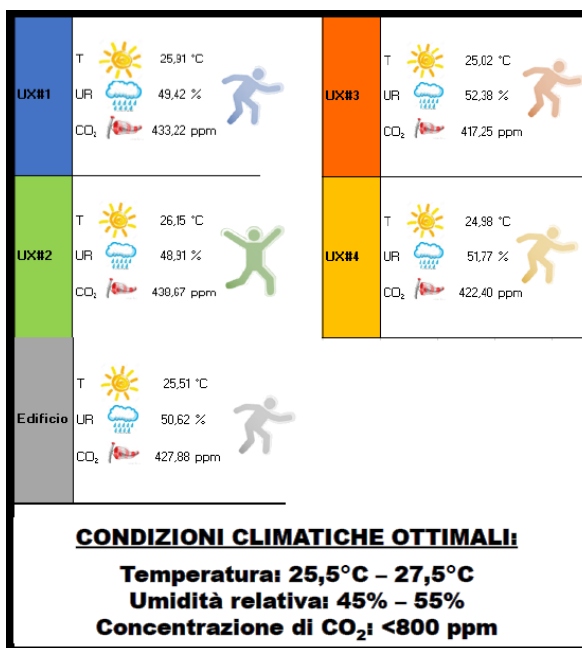 UX#1
T 25,91 °C
UR 49,42 %
CO₂ 433,22 ppm
UX#3
T 25,02 °C
UR 52,38 %
CO₂ 417,25 ppm
UX#2
T 26,15 °C
UR 48,91 %
CO₂ 438,67 ppm
UX#4
T 24,98 °C
UR 51,77 %
CO₂ 422,40 ppm
Edificio
T 25,51 °C
UR 50,62 %
CO₂ 427,88 ppm
CONDIZIONI CLIMATICHE OTTIMALI:
Temperatura: 25,5°C – 27,5°C
Umidità relativa: 45% – 55%
Concentrazione di CO₂: <800 ppm